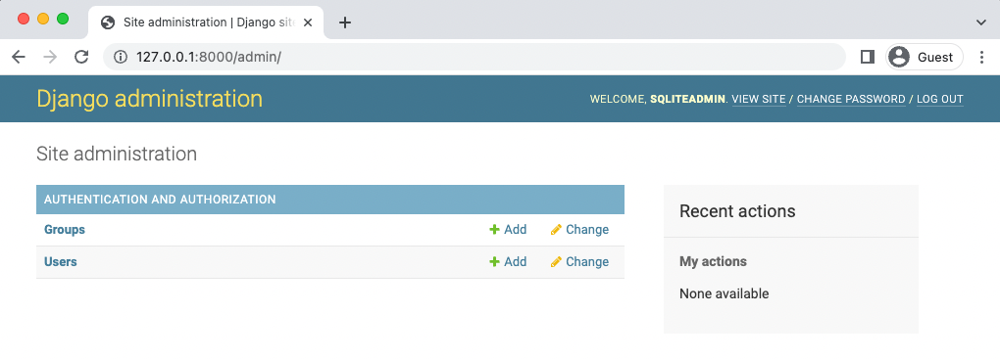 Site administration | Django sit
127.0.0.1:8000/admin/
Guest
Django administration
WELCOME, SQLITEADMIN. VIEW SITE / CHANGE PASSWORD / LOG OUT
Site administration
AUTHENTICATION AND AUTHORIZATION
Groups Add Change
Users Add Change
Recent actions
My actions
None available